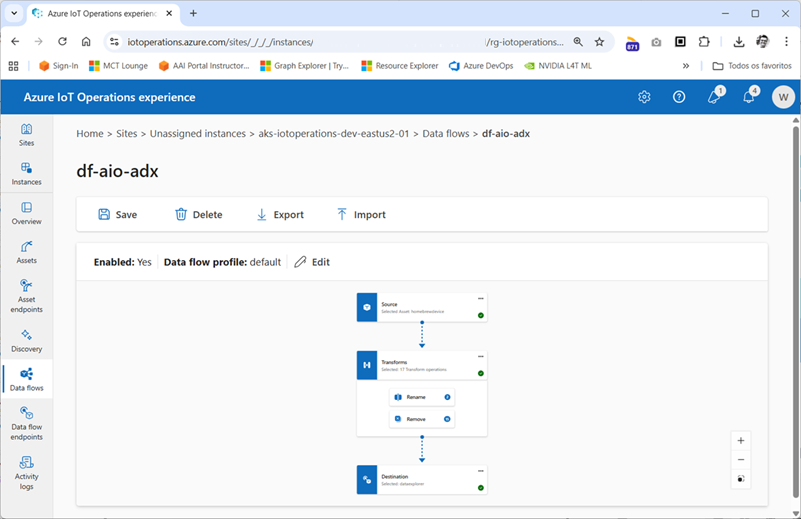 Azure IoT Operations experience
iotoperations.azure.com/sites/_/_/_/instances/ /rg-iotoperations...
871
Sign-In MCT Lounge AAI Portal Instructor... Graph Explorer | Try... Resource Explorer Azure DevOps NVIDIA L4T ML » Todos os favoritos
Azure IoT Operations experience 1 4 W
Home > Sites > Unassigned instances > aks-iotoperations-dev-eastus2-01 > Data flows > df-aio-adx
Sites
Instances
Overview
Assets
Asset
endpoints
Discovery
Data flows
Data flow
endpoints
Activity
logs
df-aio-adx
Save Delete Export Import
Enabled: Yes Data flow profile: default Edit
Source
Selected Asset: homebrewdevice
Transforms
Selected: 17 Transform operations
Rename
Remove
Destination
Selected: dataexplorer